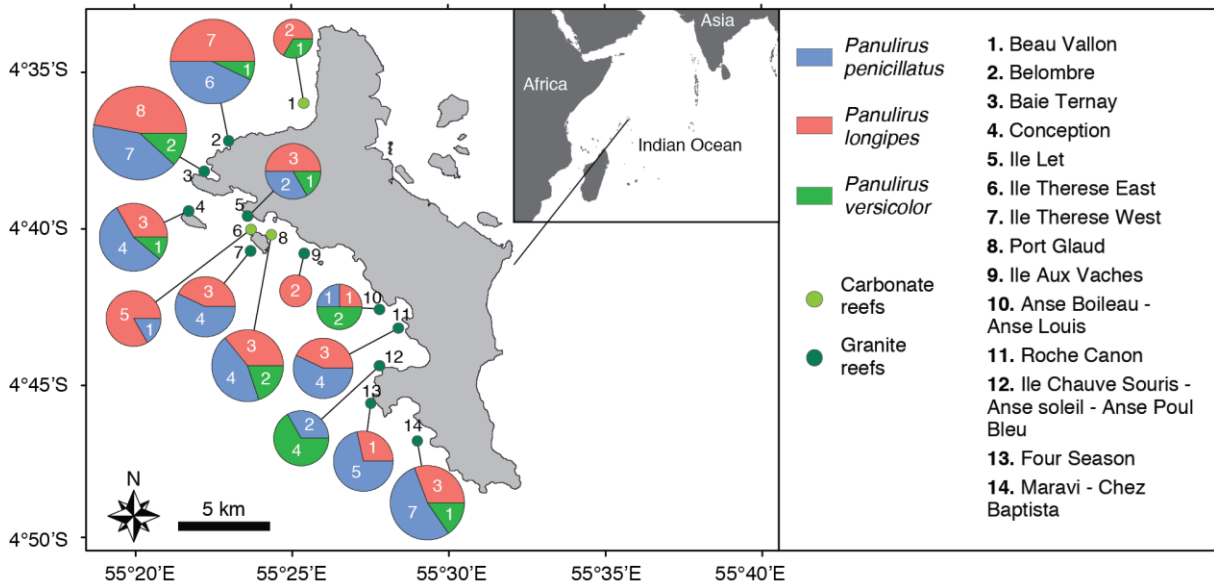 4°35'S
4°40'S
4°45'S
4°50'S
55°20'E
55°25'E
55°30'E
55°35'E
55°40'E
7
6
1
2
1
8
7
2
3
2
1
3
4
1
5
1
3
4
3
4
2
2
1
1
2
3
4
2
4
1
5
3
7
1
1
2
3
4
5
6
7
8
9
10
11
12
13
14
N
5 km
Asia
Africa
Indian Ocean
Panulirus
penicillatus
Panulirus
longipes
Panulirus
versicolor
Carbonate
reefs
Granite
reefs
1. Beau Vallon
2. Belombre
3. Baie Ternay
4. Conception
5. Ile Let
6. Ile Therese East
7. Ile Therese West
8. Port Glaud
9. Ile Aux Vaches
10. Anse Boileau -
Anse Louis
11. Roche Canon
12. Ile Chauve Souris -
Anse soleil - Anse Poul
Bleu
13. Four Season
14. Maravi - Chez
Baptista